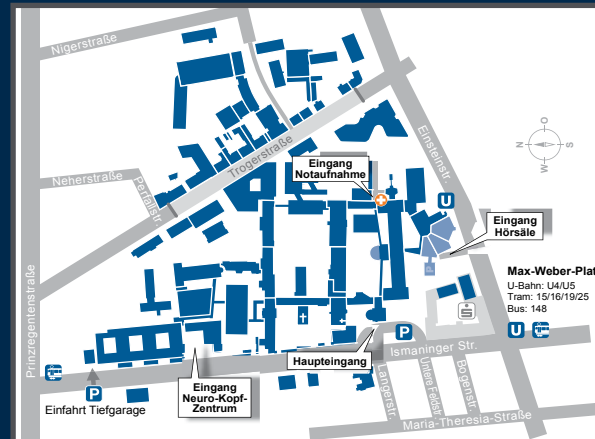 Nigerstraße
Trogerstraße
Einsteinstr.
O
N
S
W
Eingang
Notaufnahme
Neherstraße
Perfallstr.
U
Eingang
Hörsäle
P
Prinzregentenstraße
Max-Weber-Plat
U-Bahn: U4/U5
Tram: 15/16/19/25
Bus: 148
S
P
U
Ismaninger Str.
Haupteingang
Eingang
Neuro-Kopf-
Zentrum
P
Einfahrt Tiefgarage
Langerstr.
Untere Feldstr.
Bogenstr.
Maria-Theresia-Straße